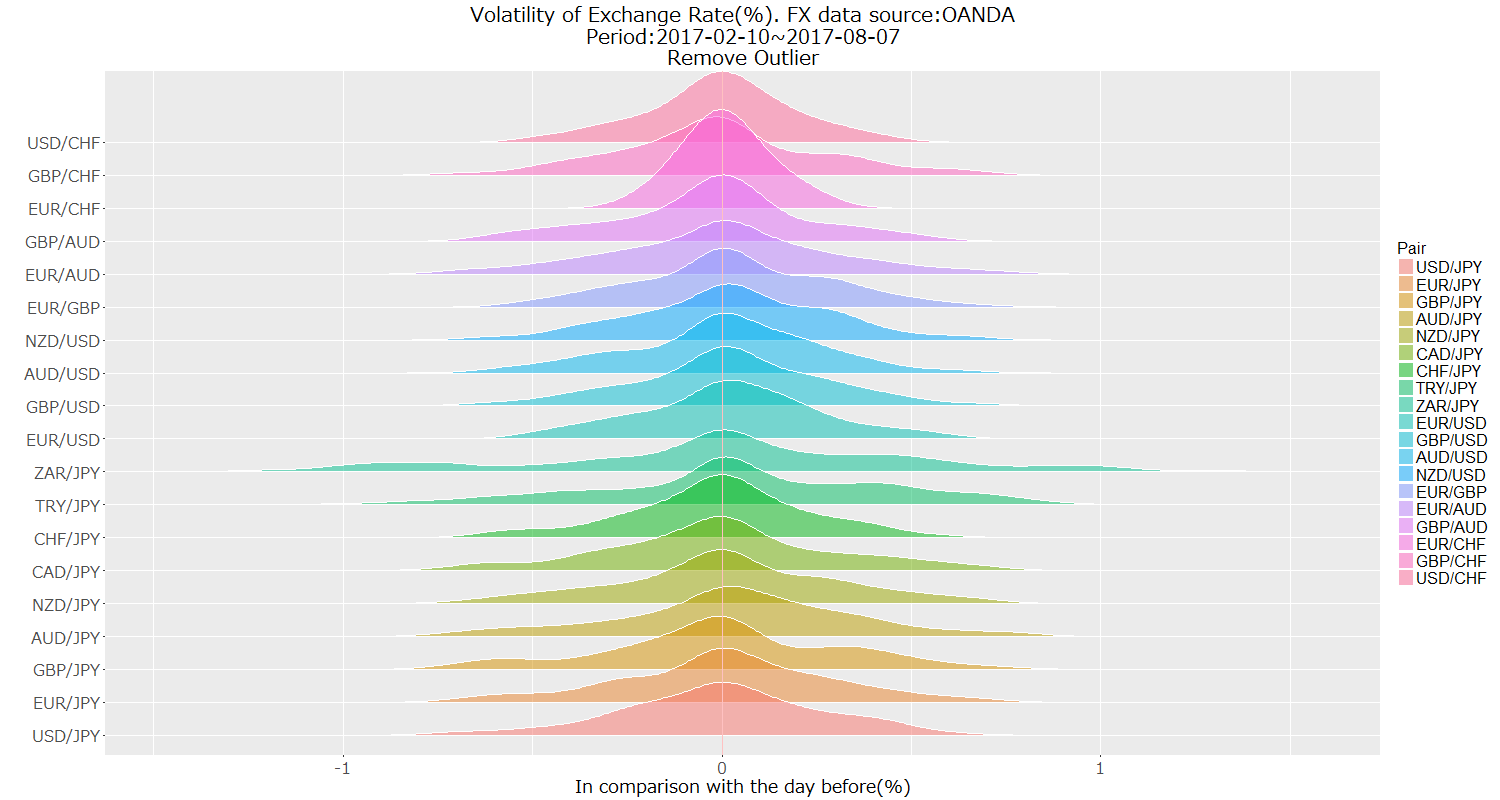 Volatility of Exchange Rate(%). FX data source:OANDA
Period:2017-02-10~2017-08-07
Remove Outlier
USD/CHF
GBP/CHF
EUR/CHF
GBP/AUD
EUR/AUD
EUR/GBP
NZD/USD
AUD/USD
GBP/USD
EUR/USD
ZAR/JPY
TRY/JPY
CHF/JPY
CAD/JPY
NZD/JPY
AUD/JPY
GBP/JPY
EUR/JPY
USD/JPY
-1 0 1
In comparison with the day before(%)
Pair
USD/JPY
EUR/JPY
GBP/JPY
AUD/JPY
NZD/JPY
CAD/JPY
CHF/JPY
TRY/JPY
ZAR/JPY
EUR/USD
GBP/USD
AUD/USD
NZD/USD
EUR/GBP
EUR/AUD
GBP/AUD
EUR/CHF
GBP/CHF
USD/CHF